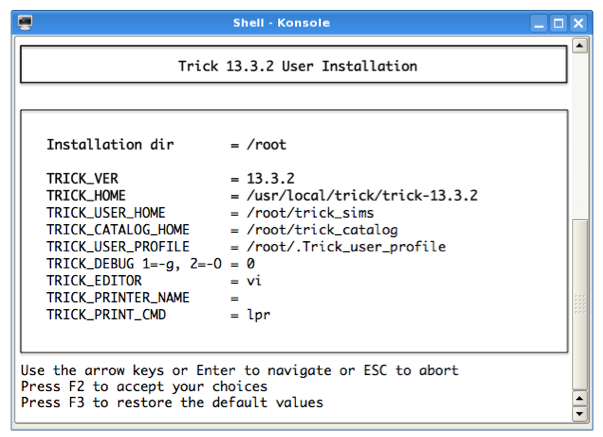 Shell - Konsole
Trick 13.3.2 User Installation
Installation dir = /root
TRICK_VER = 13.3.2
TRICK_HOME = /usr/local/trick/trick-13.3.2
TRICK_USER_HOME = /root/trick_sims
TRICK_CATALOG_HOME = /root/trick_catalog
TRICK_USER_PROFILE = /root/.Trick_user_profile
TRICK_DEBUG 1=-g, 2=-O = 0
TRICK_EDITOR = vi
TRICK_PRINTER_NAME =
TRICK_PRINT_CMD = lpr
Use the arrow keys or Enter to navigate or ESC to abort
Press F2 to accept your choices
Press F3 to restore the default values